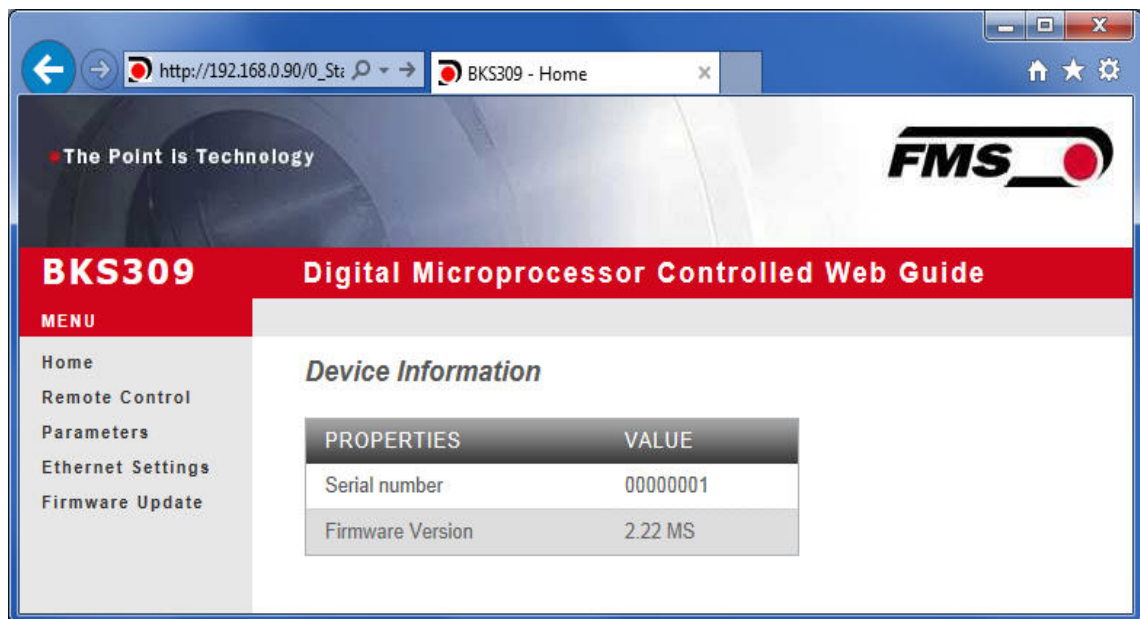 http://192.168.0.90/0_Sta
BKS309 - Home
The Point is Technology
FMS
BKS309
Digital Microprocessor Controlled Web Guide
MENU
Home
Remote Control
Parameters
Ethernet Settings
Firmware Update
Device Information
PROPERTIES VALUE
Serial number 00000001
Firmware Version 2.22 MS